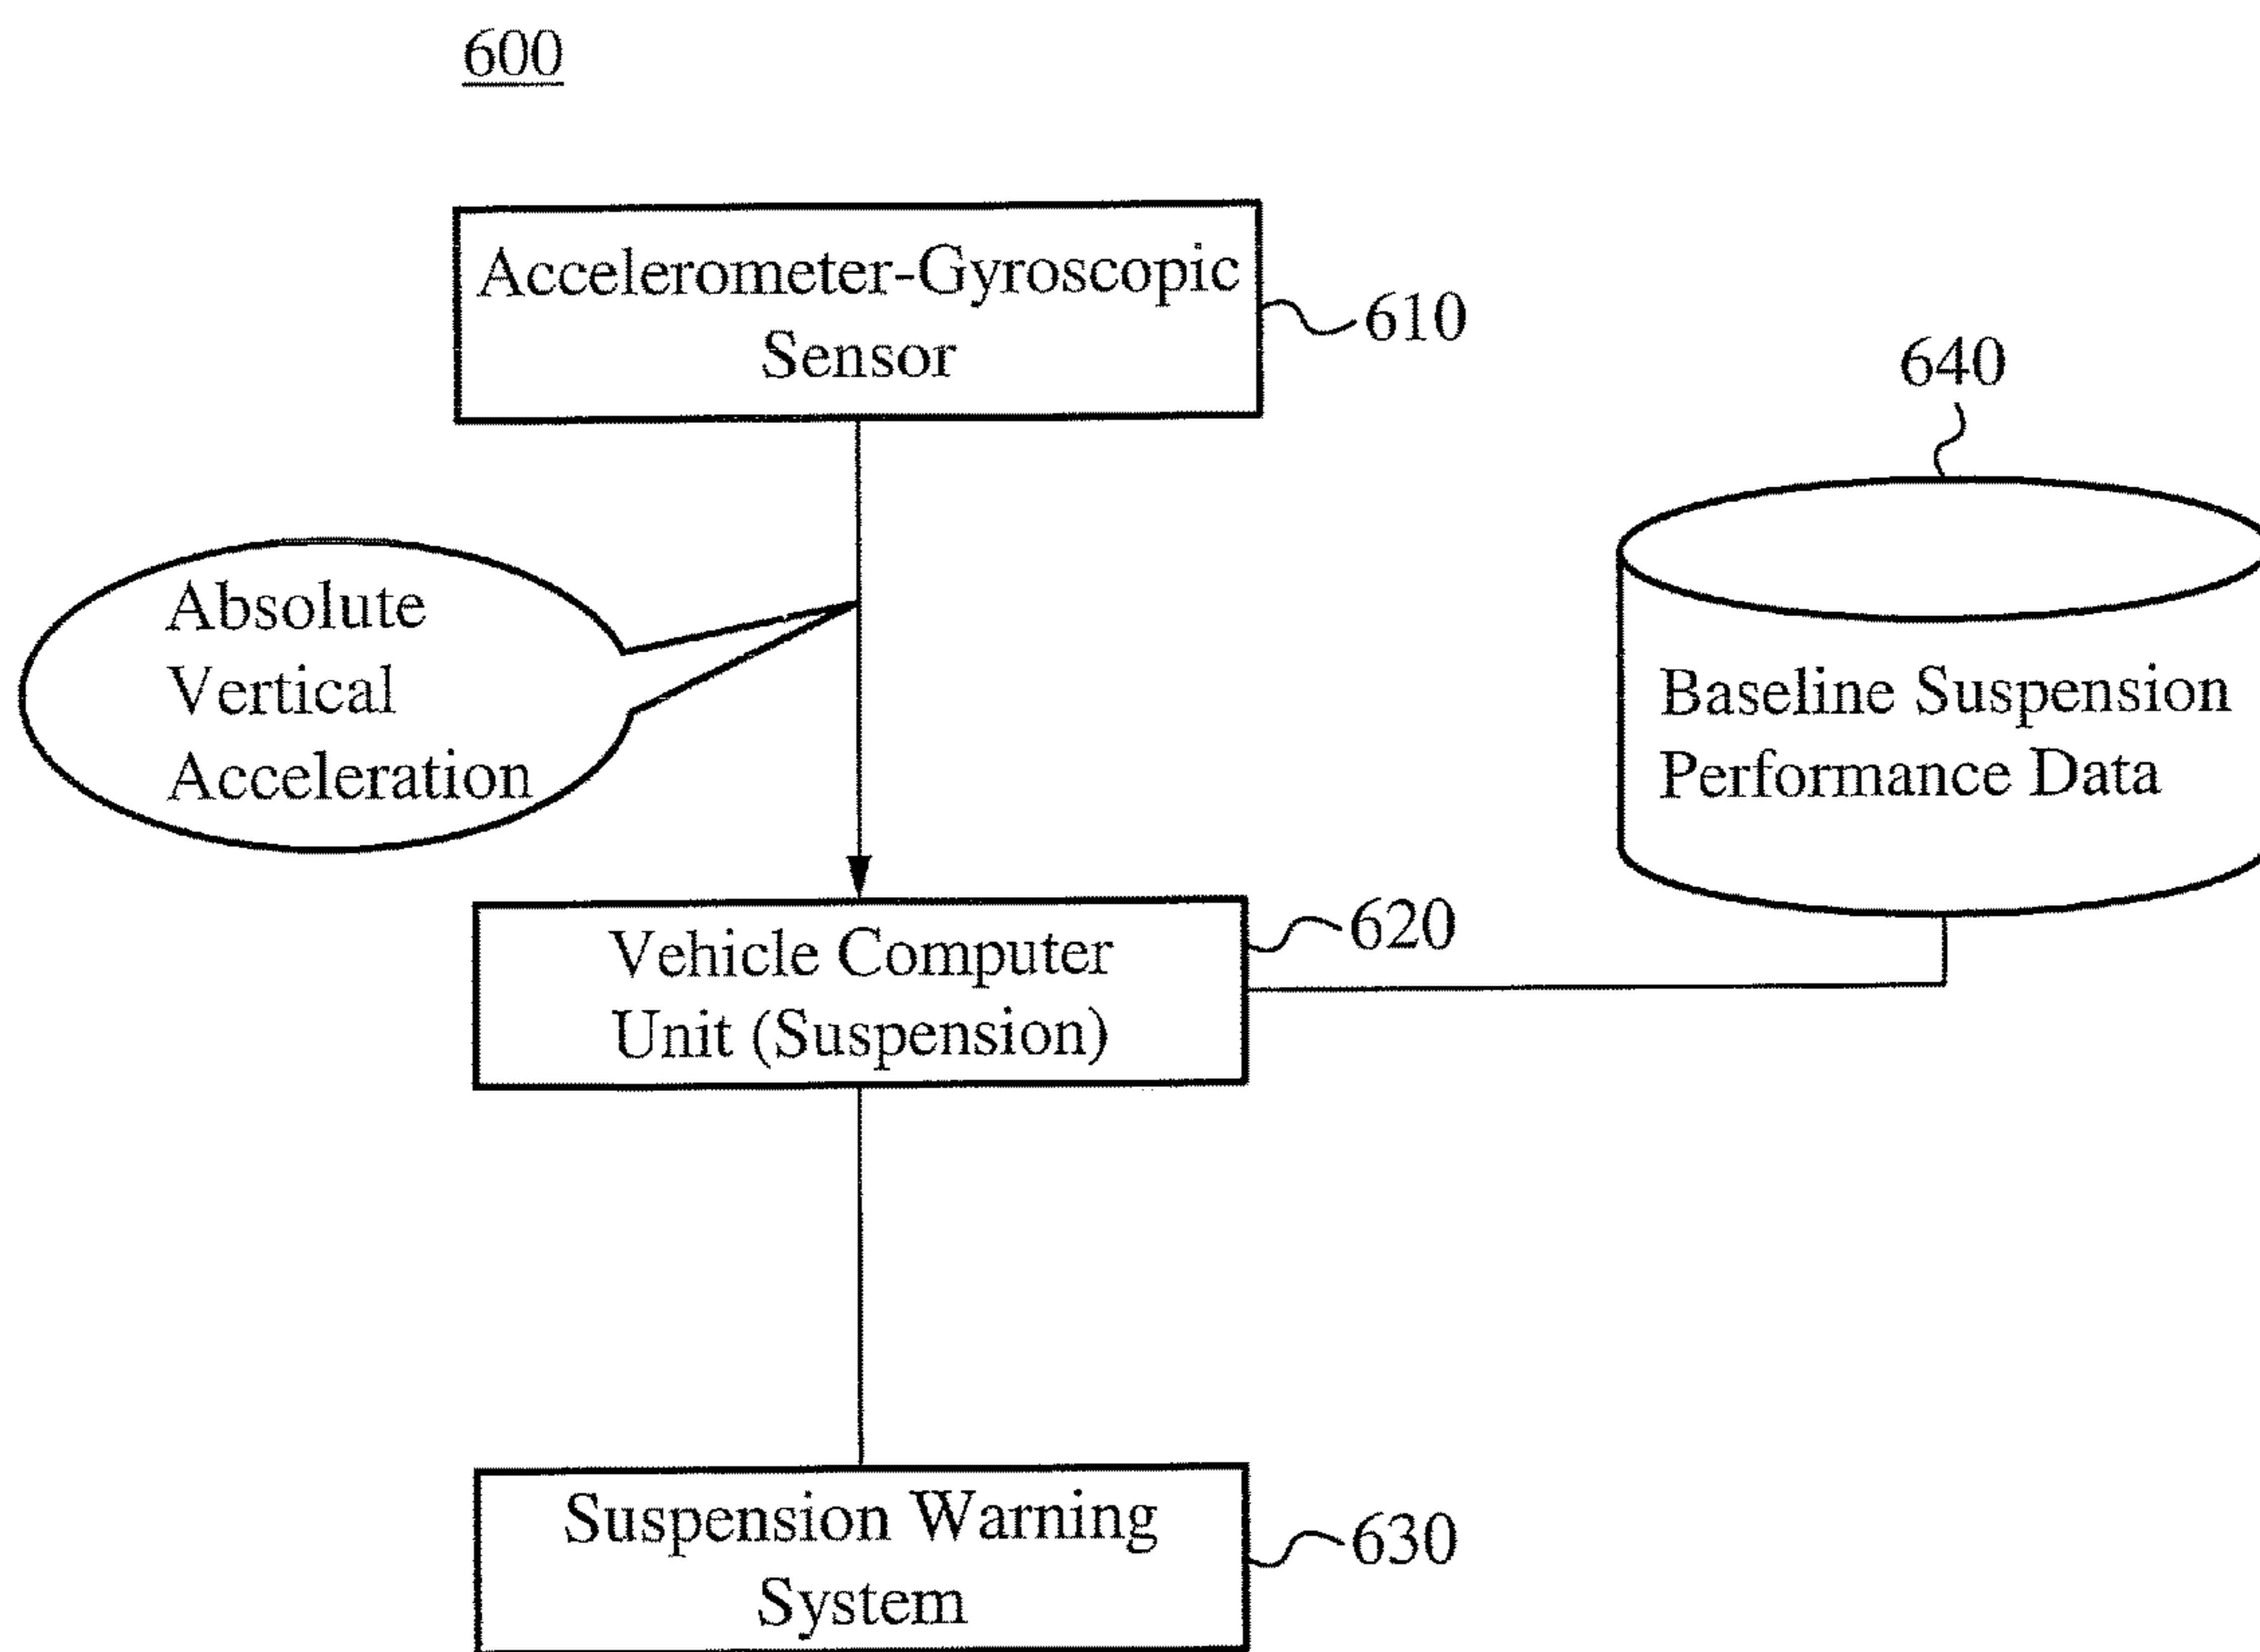 600
Accelerometer-Gyroscopic
Sensor
610
640
Absolute
Vertical
Acceleration
Baseline Suspension
Performance Data
Vehicle Computer
Unit (Suspension)
620
Suspension Warning
System
630